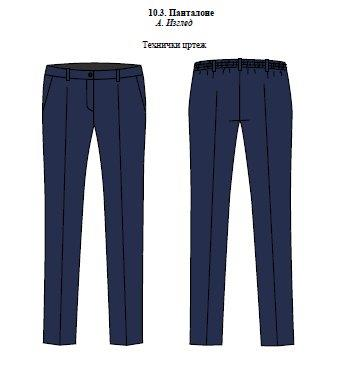 10.3. Панталоне
А. Изглед
Технички цртеж